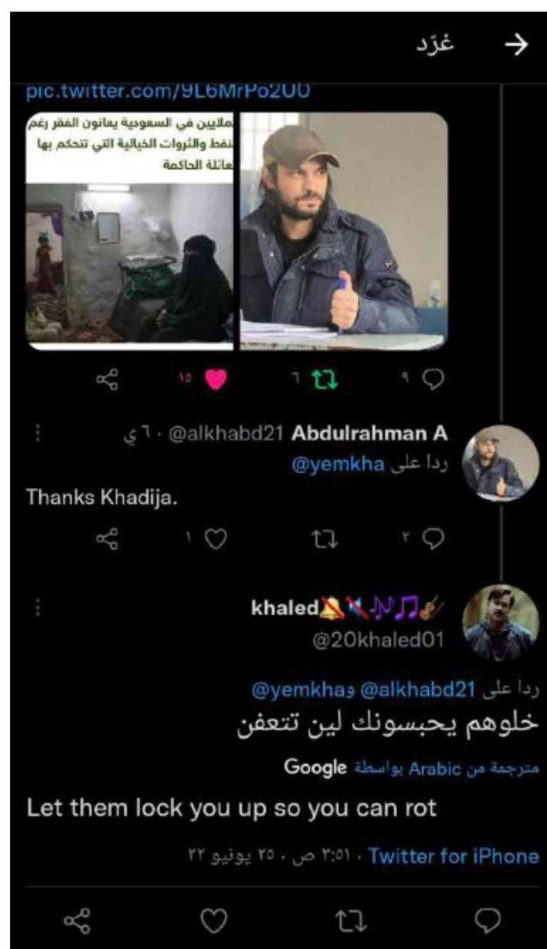 غرّد
pic.twitter.com/9L6MrPo2U0
ملايين في السعودية يعانون الفقر رغم
نفط والثروات الخيالية التي تتحكم بها
عائلة الحاكمة
٩ ٦ ١٥
Abdulrahman A @alkhabd21 · ٦٠ ي
ردا على @yemkha
Thanks Khadija.
٢ ١
khaled
@20khaled01
ردا على @alkhabd21 و@yemkha
خلوهم يحبسونك لين تتعفن
مترجمة من Arabic بواسطة Google
Let them lock you up so you can rot
٣:٥١ ص · ٢٥ يونيو ٢٢ · Twitter for iPhone